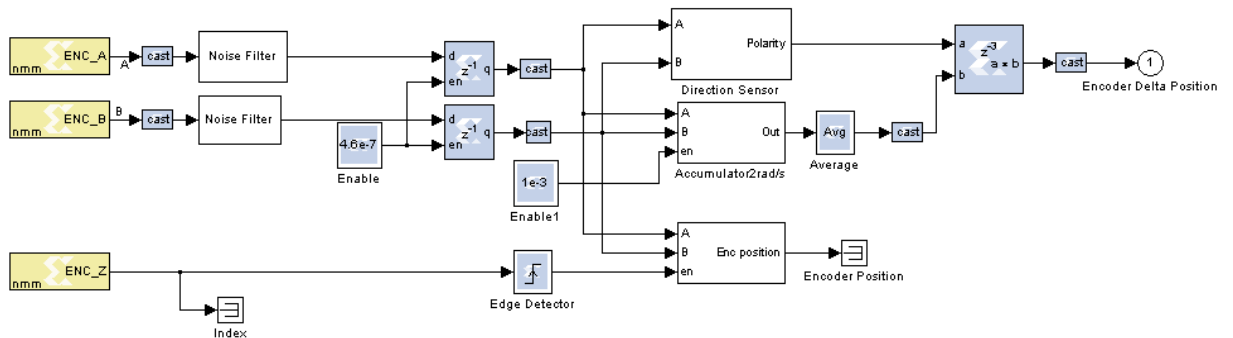 ENC_A
nmm
A
cast
Noise Filter
d
en
z-1
q
cast
A
B
Polarity
Direction Sensor
a
b
z-3
a × b
cast
1
Encoder Delta Position
ENC_B
nmm
B
cast
Noise Filter
4.6e-7
Enable
d
en
z-1
q
cast
A
B
en
Out
Accumulator2rad/s
Avg
Average
cast
1e-3
Enable1
ENC_Z
nmm
Index
Edge Detector
A
B
en
Enc position
Encoder Position